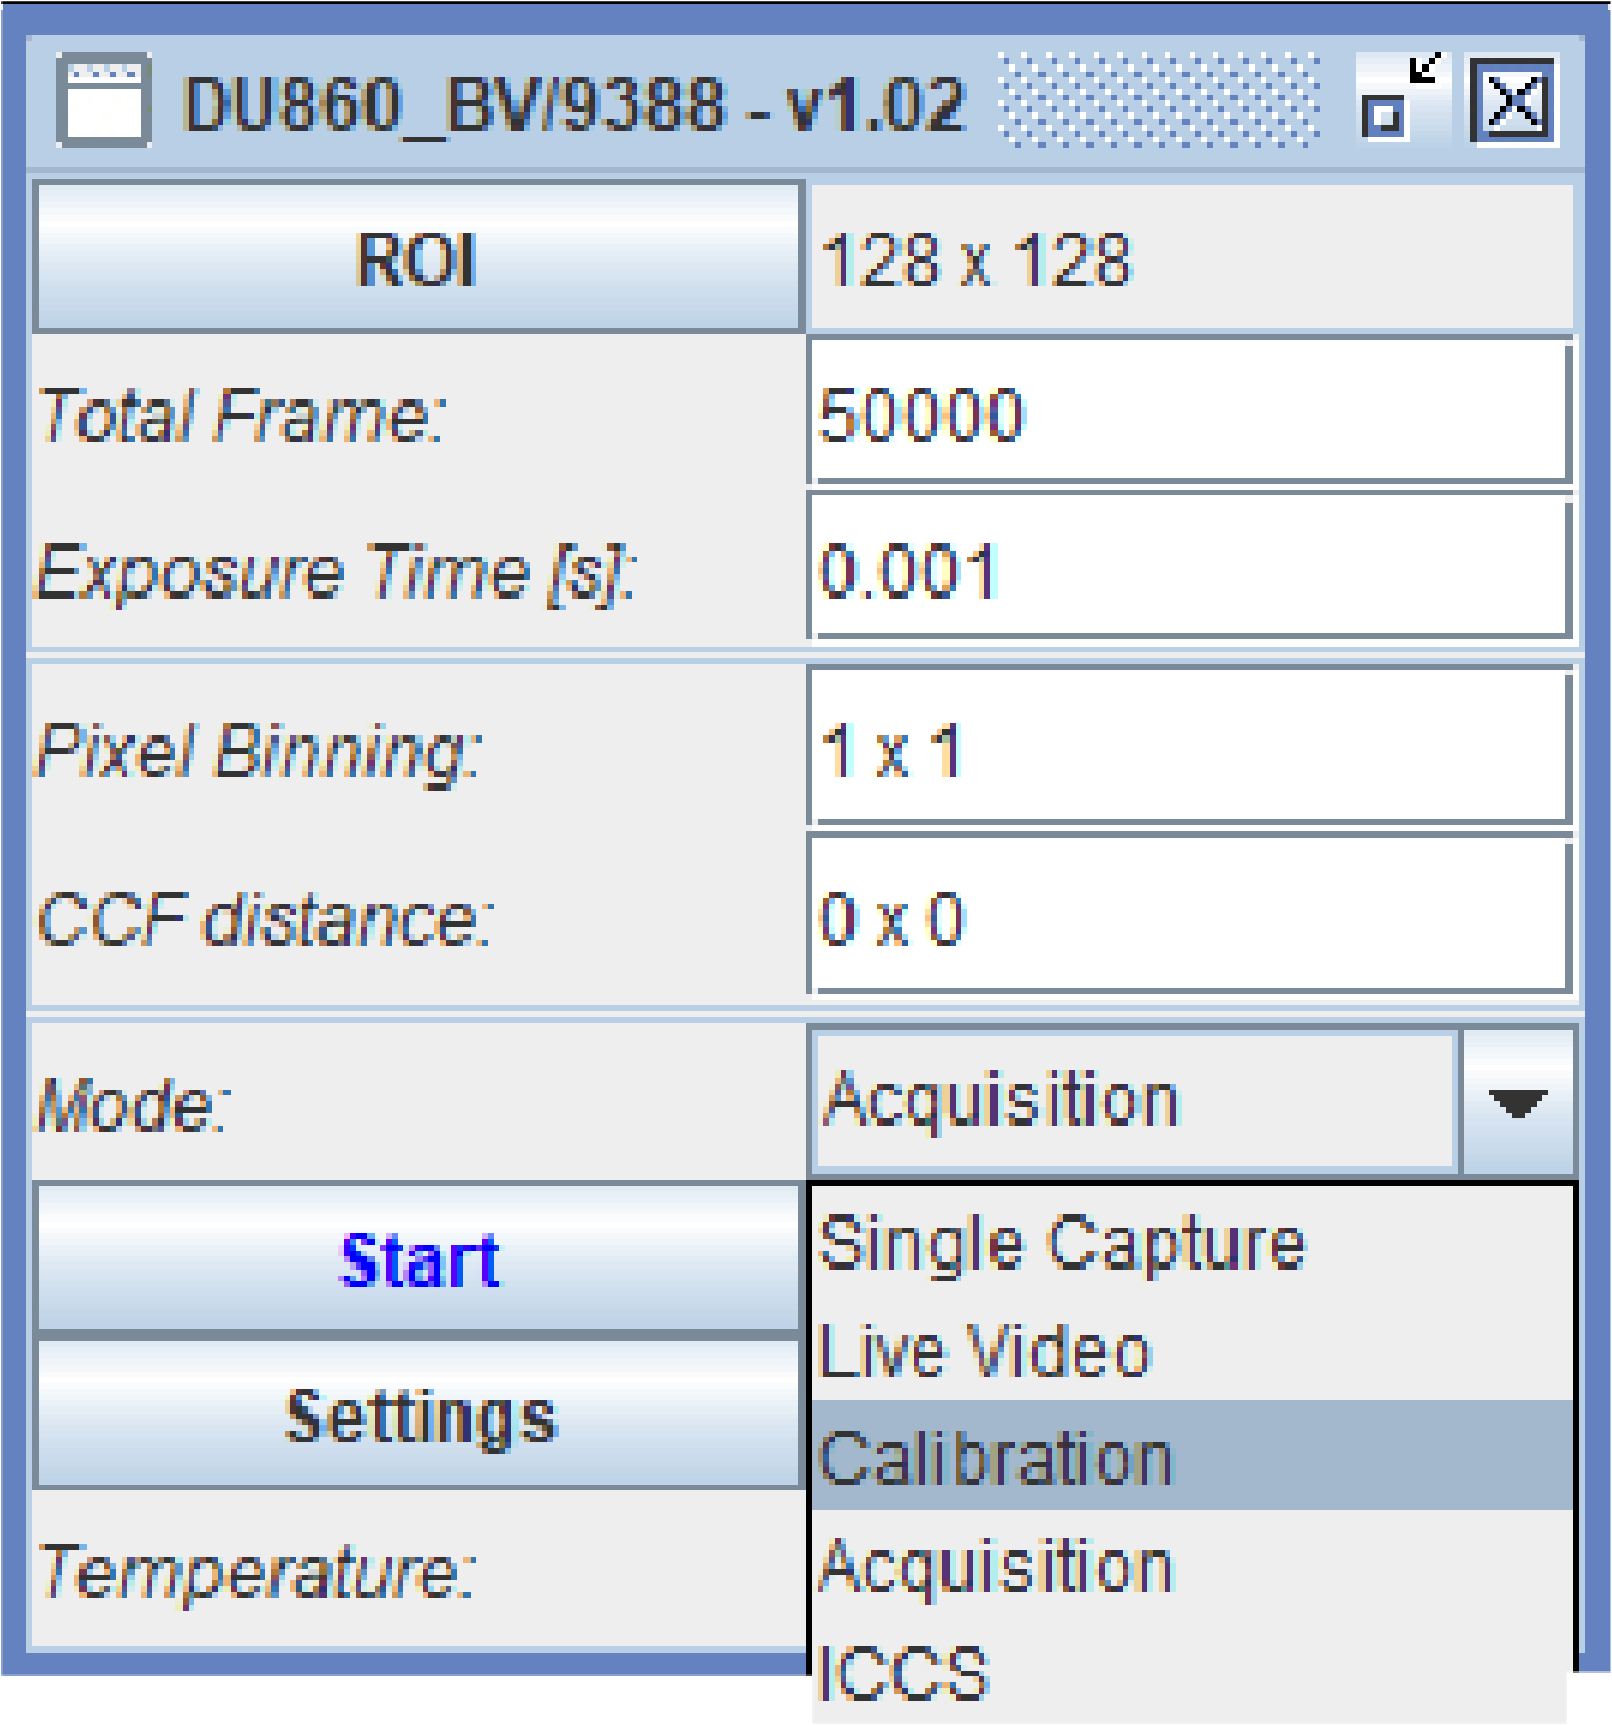 DU860_BV/9388 - v1.02
ROI 128 x 128
Total Frame: 50000
Exposure Time [s]: 0.001
Pixel Binning: 1 x 1
CCF distance: 0 x 0
Mode: Acquisition
Start
Single Capture
Live Video
Settings
Calibration
Acquisition
Temperature:
ICCS